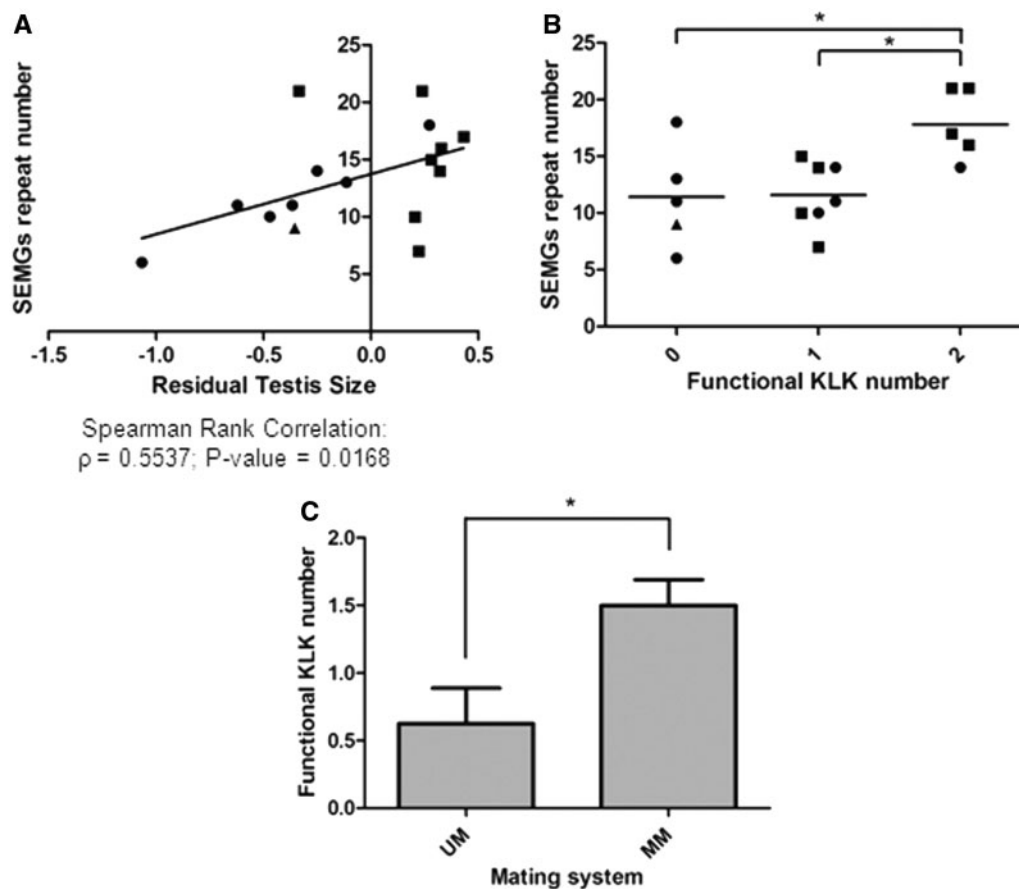 A
SEMGs repeat number
25
20
15
10
5
-1.5 -1.0 -0.5 0.0 0.5
Residual Testis Size
Spearman Rank Correlation:
ρ = 0.5537; P-value = 0.0168
B
SEMGs repeat number
25
20
15
10
5
0
* 
*
0 1 2
Functional KLK number
C
Functional KLK number
2.0
1.5
1.0
0.5
0.0
*
UM MM
Mating system